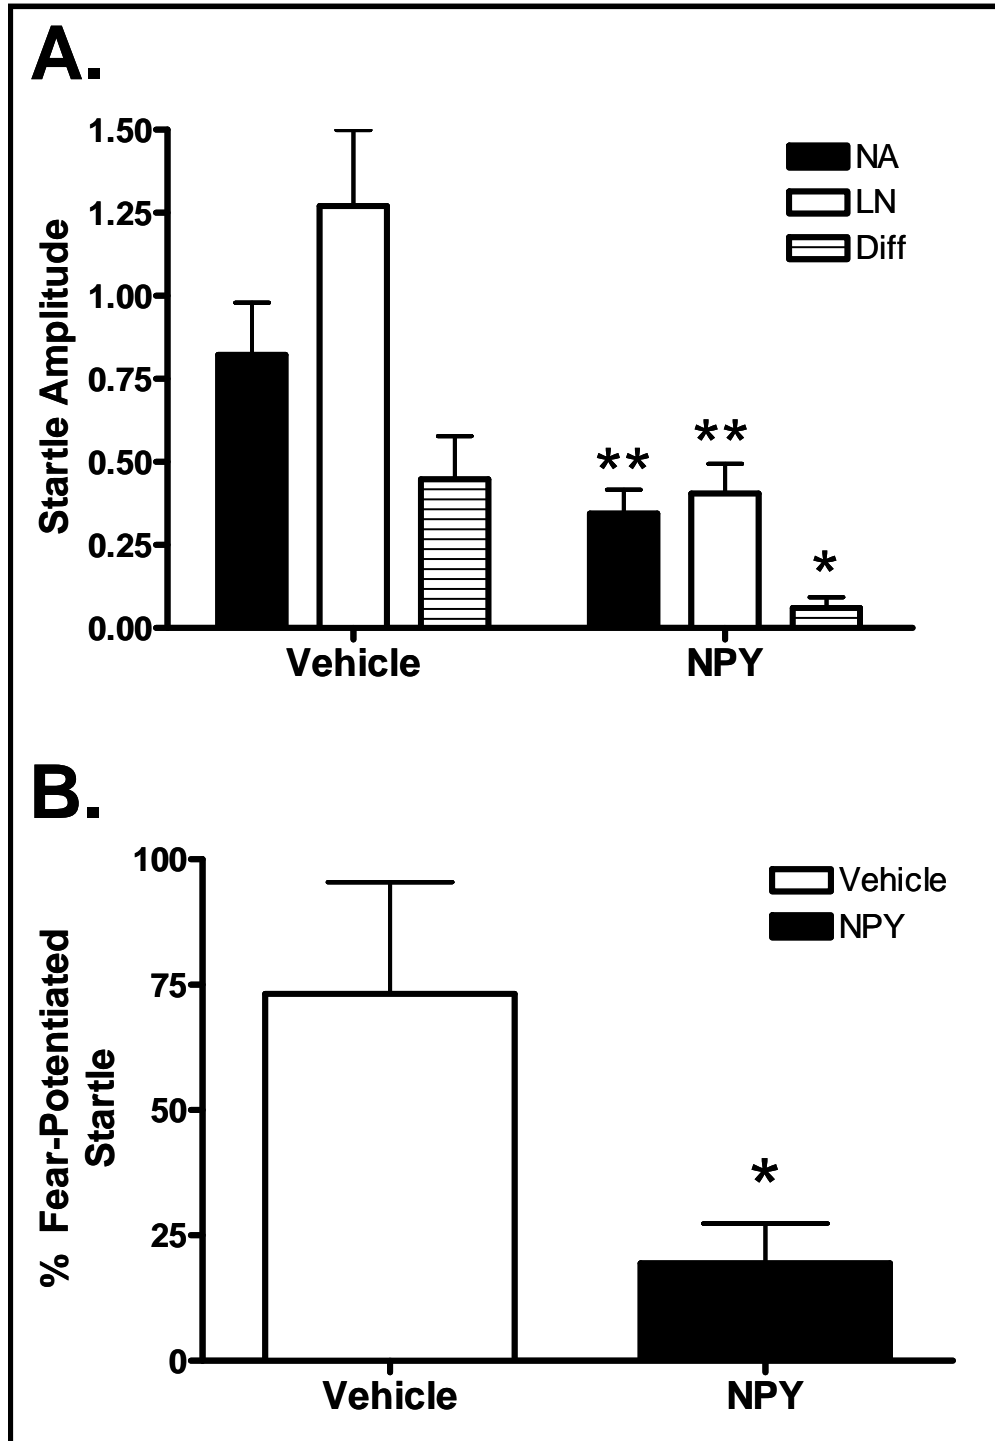 A.
1.50
1.25
1.00
0.75
0.50
0.25
0.00
Startle Amplitude
NA
LN
Diff
**
**
*
Vehicle
NPY
B.
100
75
50
25
0
% Fear-Potentiated
Startle
Vehicle
NPY
*
Vehicle
NPY